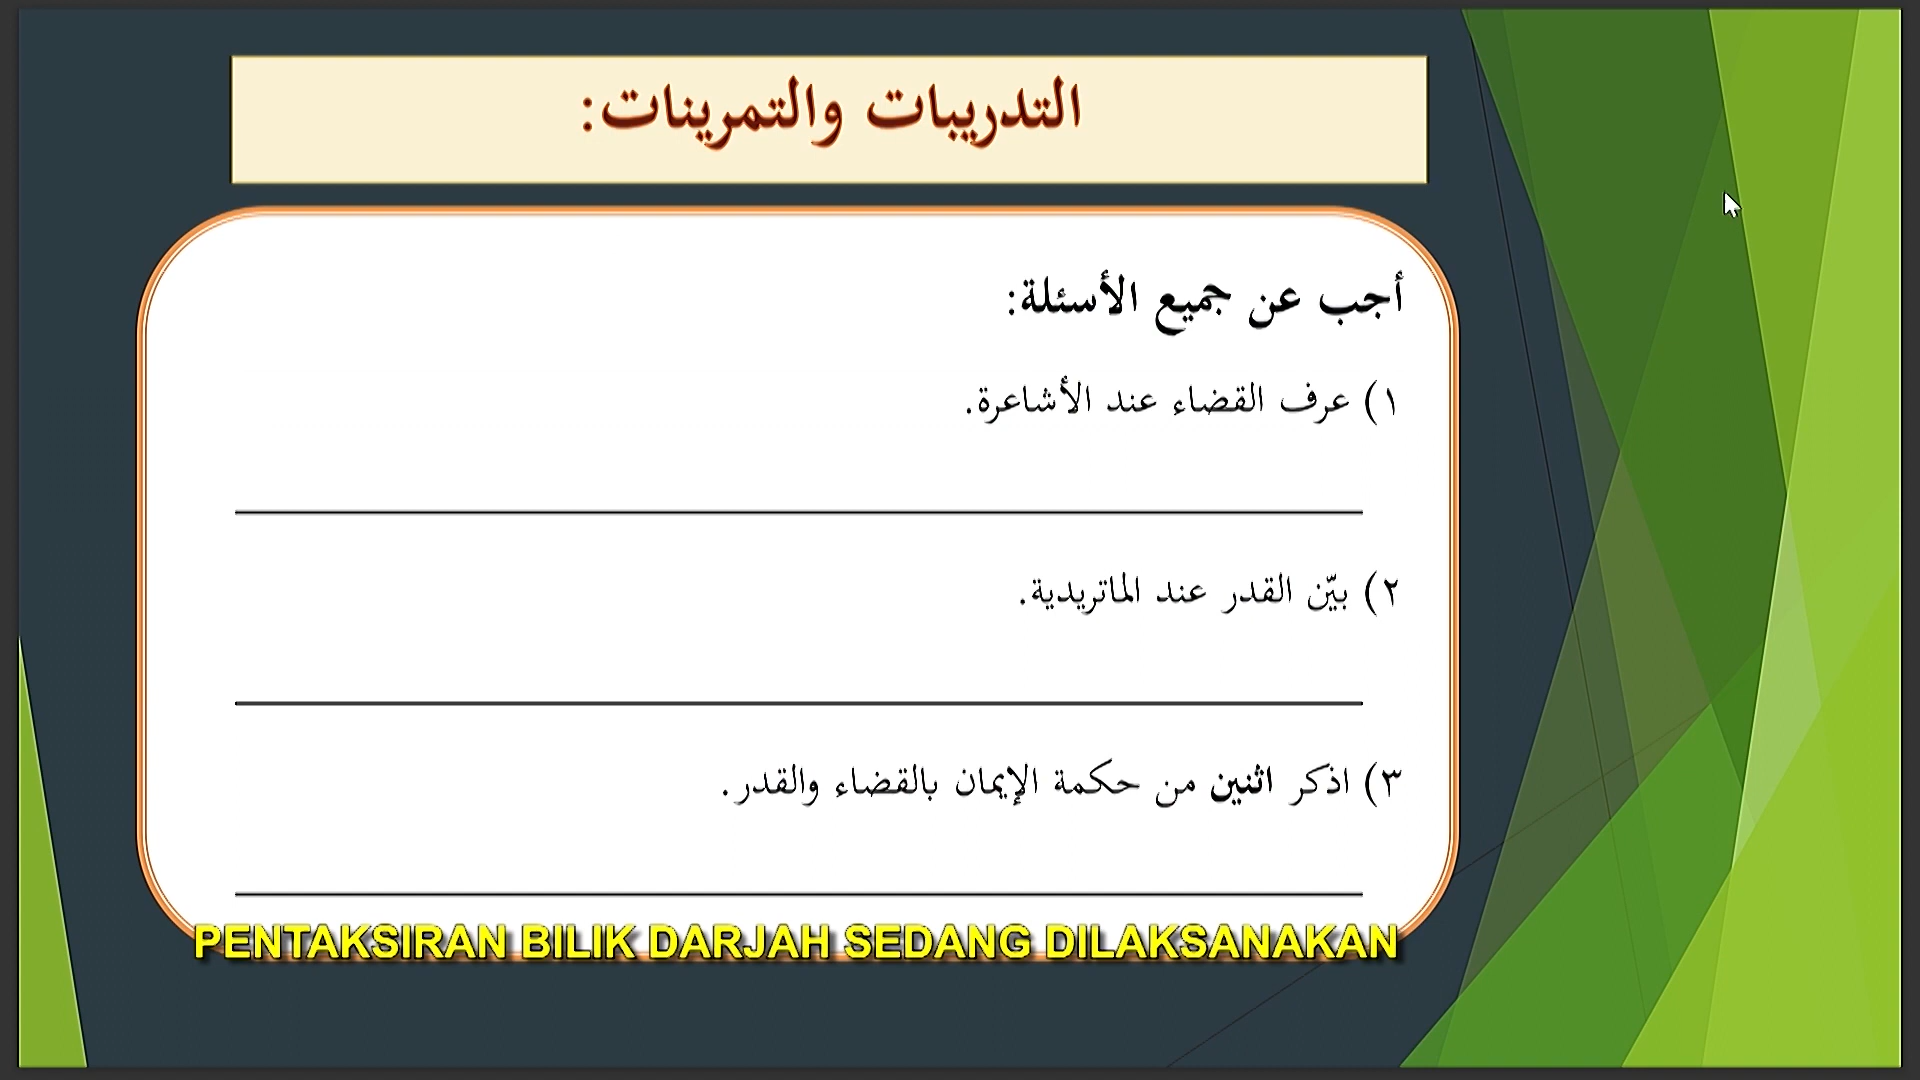 التدريبات والتمرينات:
أجب عن جميع الأسئلة:
١) عرف القضاء عند الأشاعرة.
٢) بيّن القدر عند الماتريدية.
٣) اذكر اثنين من حكمة الإيمان بالقضاء والقدر.
PENTAKSIRAN BILIK DARJAH SEDANG DILAKSANAKAN